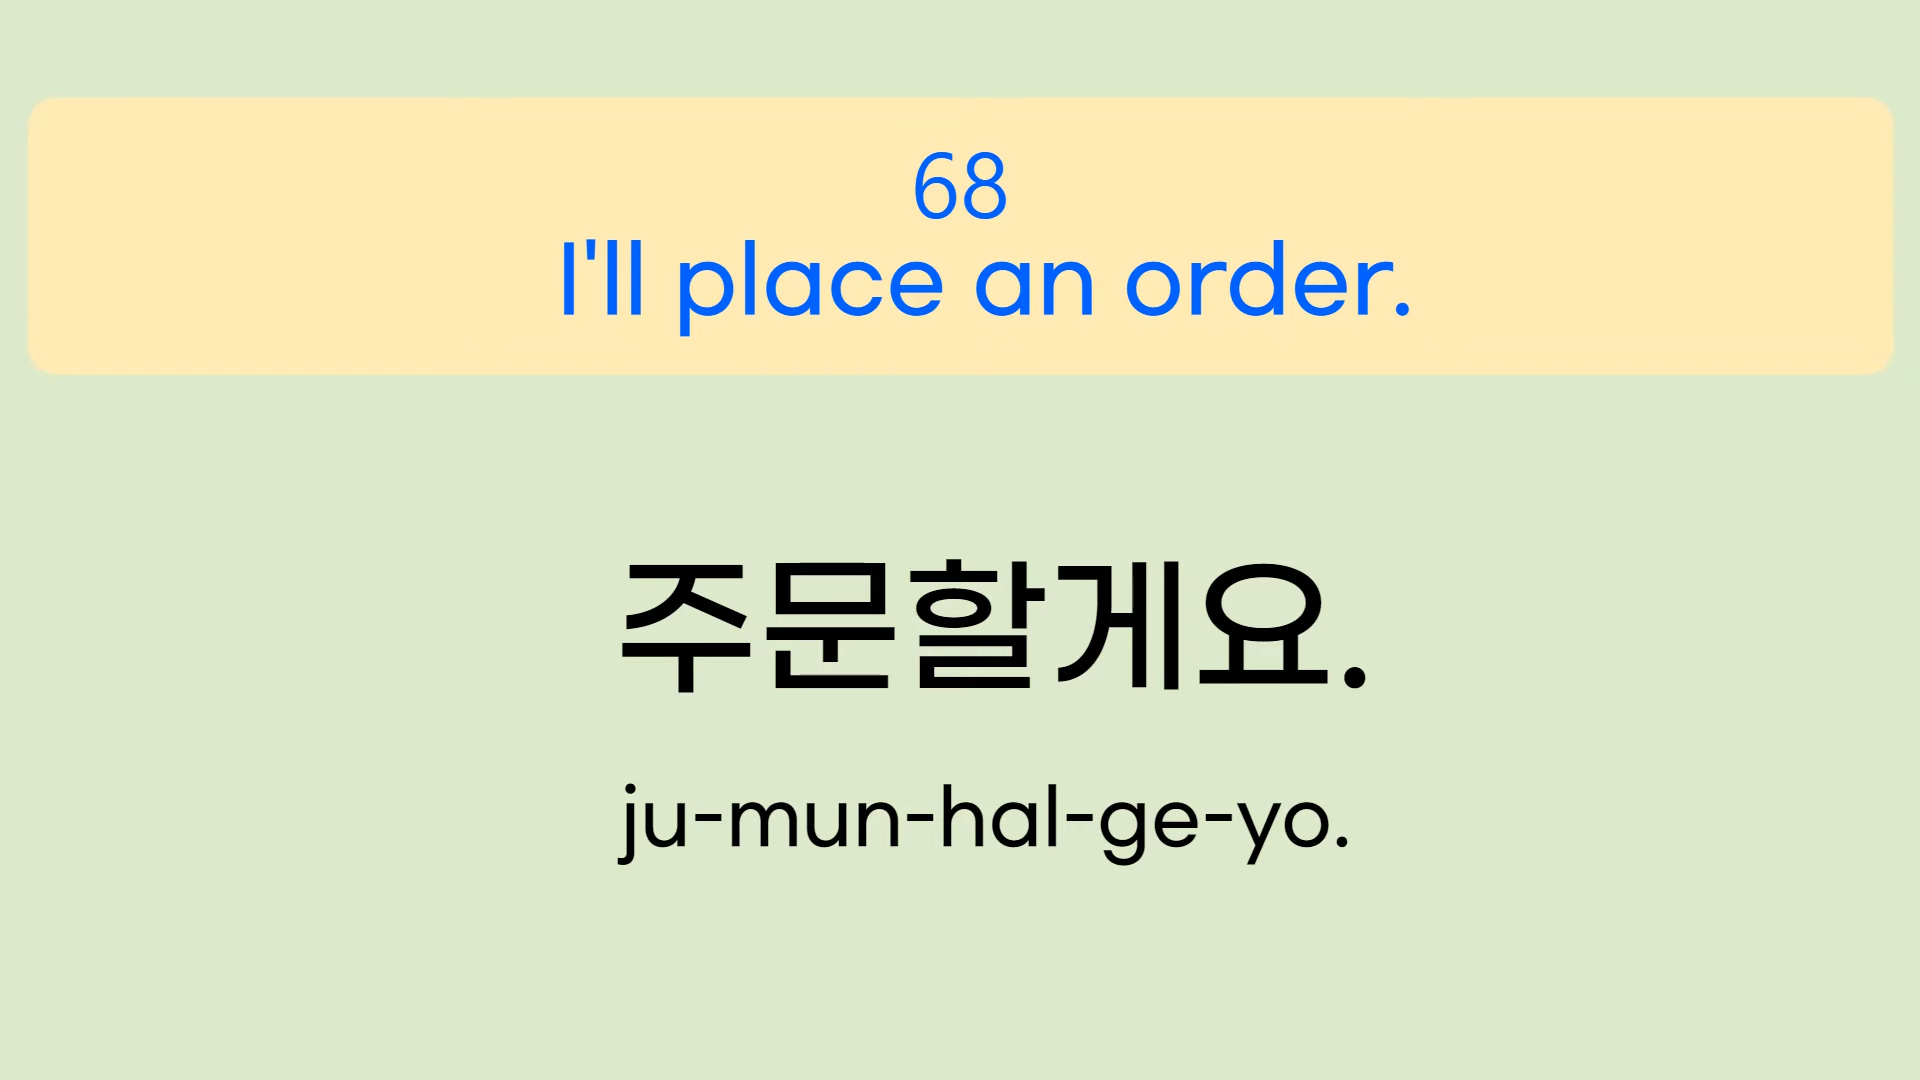 68
I'll place an order.
주문할게요.
ju-mun-hal-ge-yo.